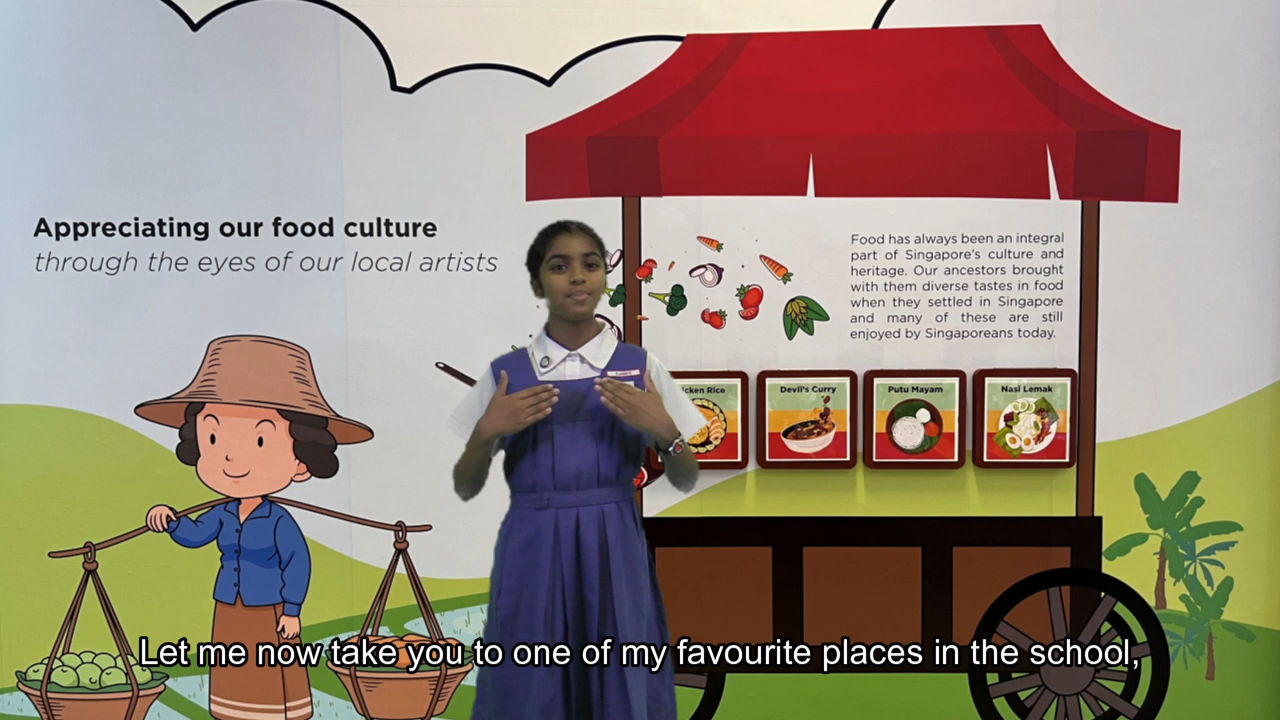 Appreciating our food culture
through the eyes of our local artists
Food has always been an integral
part of Singapore's culture and
heritage. Our ancestors brought
with them diverse tastes in food
when they settled in Singapore
and many of these are still
enjoyed by Singaporeans today.
cken Rice
Devil's Curry
Putu Mayam
Nasi Lemak
Let me now take you to one of my favourite places in the school,